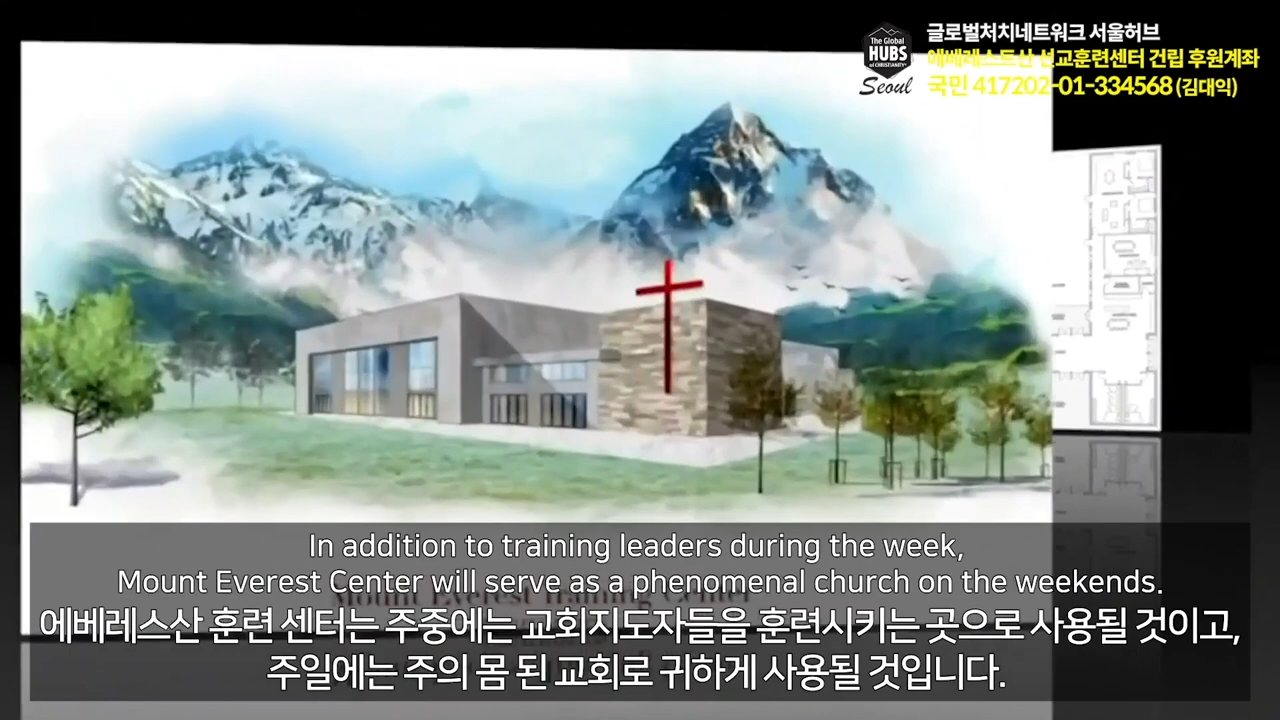 The Global
HUBS
of CHRISTIANITY
Seoul
글로벌처치네트워크 서울허브
에베레스트산 선교훈련센터 건립 후원계좌
국민 417202-01-334568 (김대익)
In addition to training leaders during the week,
Mount Everest Center will serve as a phenomenal church on the weekends.
Mount Everest Training Center
에베레스산 훈련 센터는 주중에는 교회지도자들을 훈련시키는 곳으로 사용될 것이고,
주일에는 주의 몸 된 교회로 귀하게 사용될 것입니다.